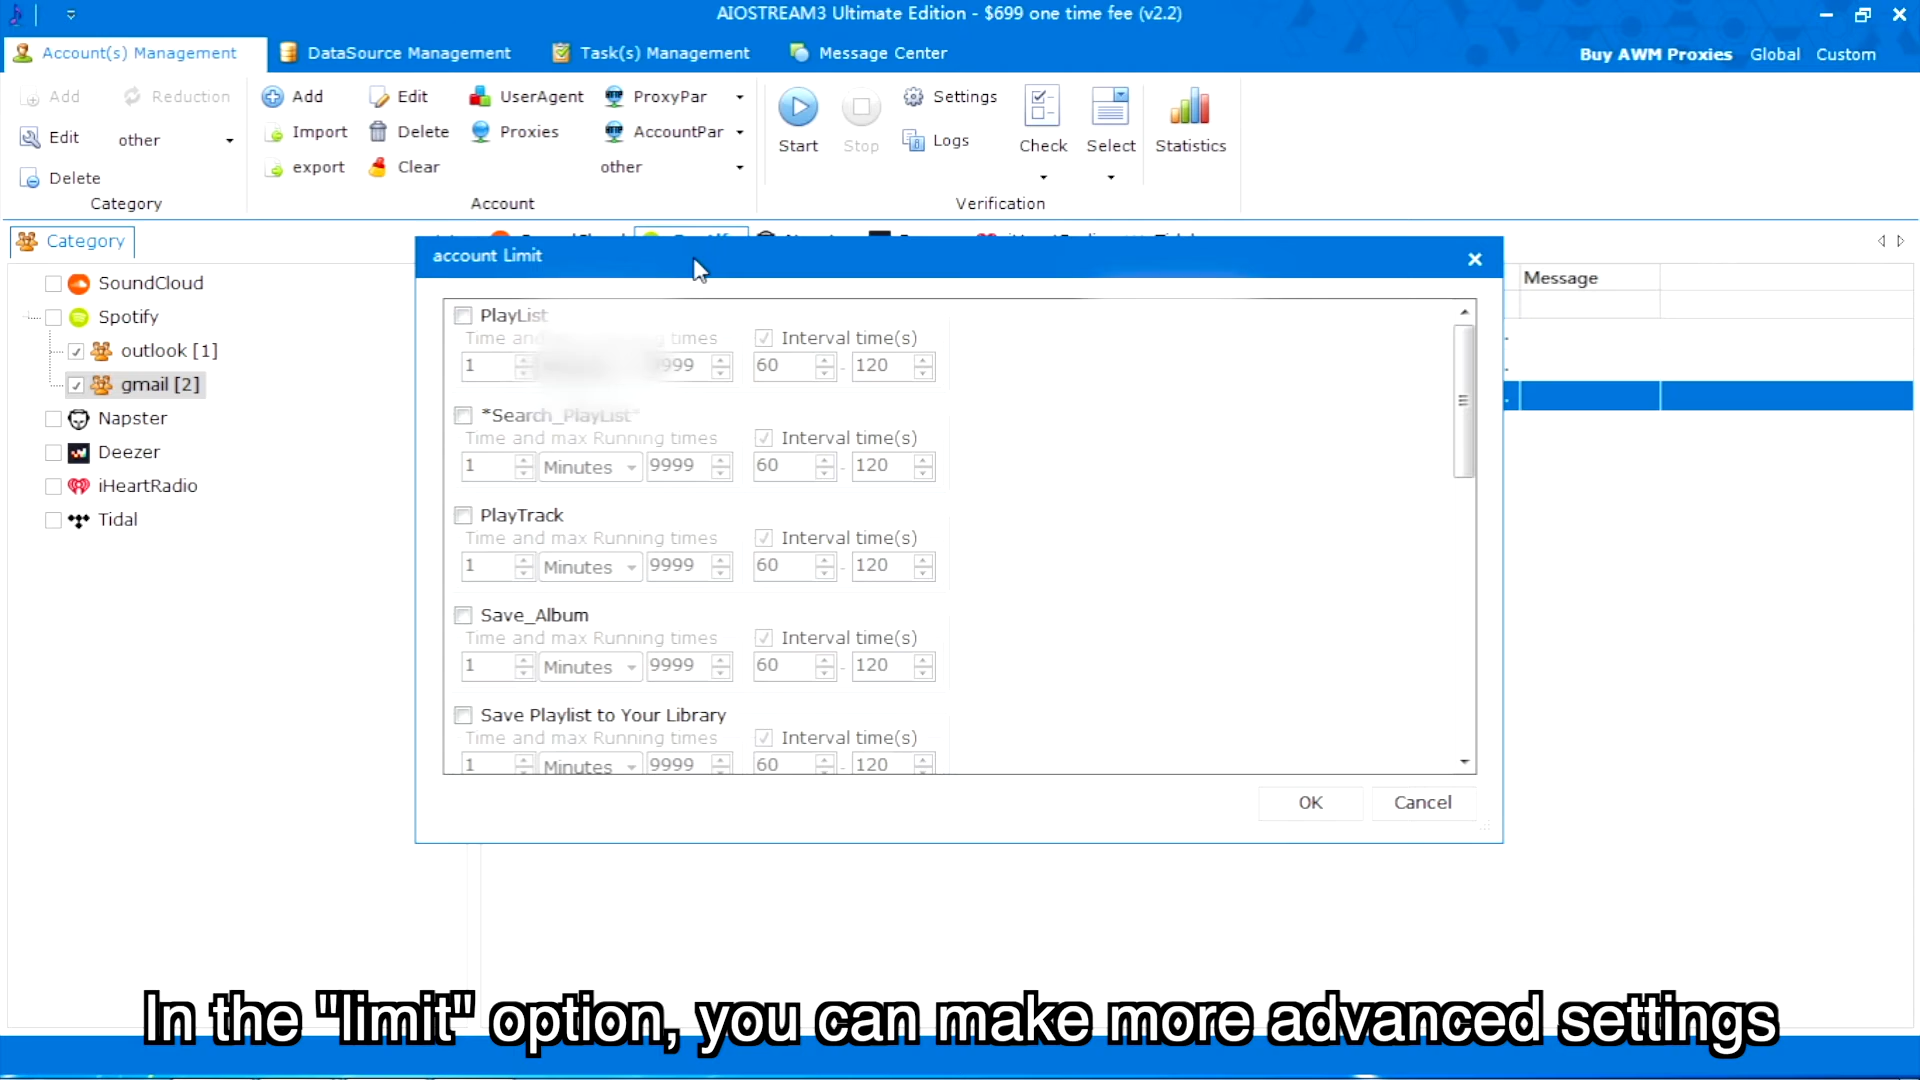 AIOSTREAM3 Ultimate Edition - $699 one time fee (v2.2)
Account(s) Management
DataSource Management
Task(s) Management
Message Center
Buy AWM Proxies
Global
Custom
Add
Reduction
Add
Edit
UserAgent
ProxyPar
Settings
Edit
other
Import
Delete
Proxies
AccountPar
Start
Stop
Logs
Check
Select
Statistics
Delete
export
Clear
other
Category
Account
Verification
Category
account Limit
Message
SoundCloud
Spotify
outlook [1]
gmail [2]
Napster
Deezer
iHeartRadio
Tidal
PlayList
Time and times
Interval time(s)
1 60 - 120
*Search_PlayList*
Time and max Running times
Interval time(s)
1 Minutes 9999 60 - 120
PlayTrack
Time and max Running times
Interval time(s)
1 Minutes 9999 60 - 120
Save_Album
Time and max Running times
Interval time(s)
1 Minutes 9999 60 - 120
Save Playlist to Your Library
Time and max Running times
Interval time(s)
1 Minutes 9999 60 - 120
OK
Cancel
In the "limit" option, you can make more advanced settings